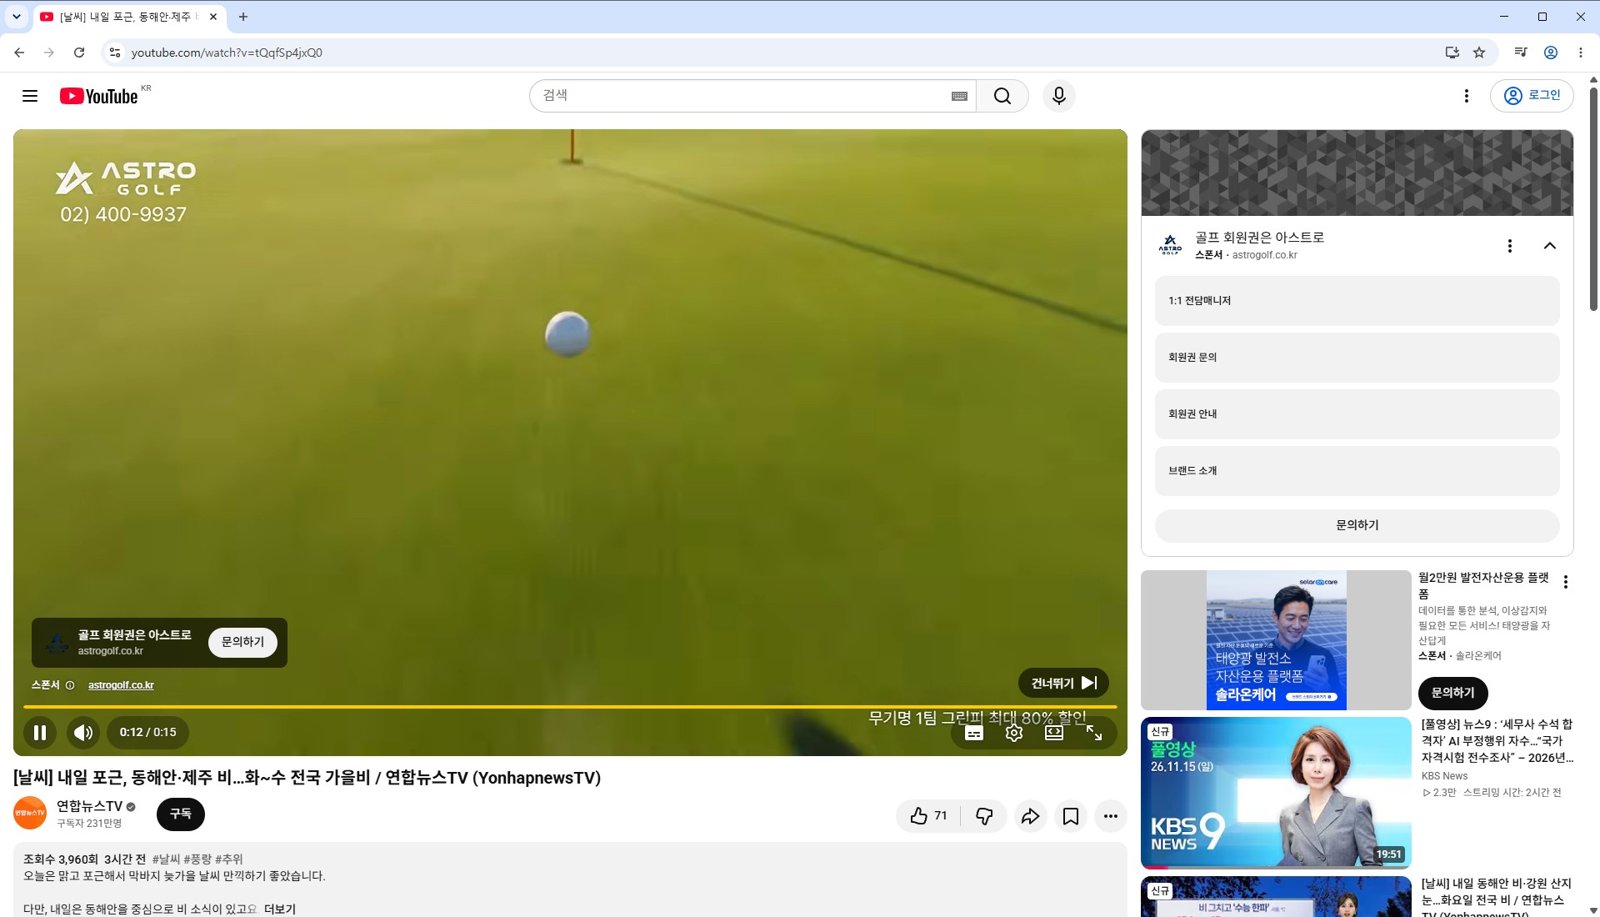 [날씨] 내일 포근, 동해안·제주 비
youtube.com/watch?v=tQqfSp4jxQ0
YouTube KR
검색
로그인
ASTRO
GOLF
02) 400-9937
골프 회원권은 아스트로
astrogolf.co.kr
문의하기
스폰서
astrogolf.co.kr
건너뛰기
무기명 1팀 그린피 최대 80% 할인
0:12 / 0:15
[날씨] 내일 포근, 동해안·제주 비…화~수 전국 가을비 / 연합뉴스TV (YonhapnewsTV)
연합뉴스TV
연합뉴스TV
구독자 231만명
구독
71
조회수 3,960회 3시간 전 #날씨 #풍랑 #추위
오늘은 맑고 포근해서 막바지 늦가을 날씨 만끽하기 좋았습니다.
다만, 내일은 동해안을 중심으로 비 소식이 있고요 더보기
ASTRO
GOLF
골프 회원권은 아스트로
스폰서 · astrogolf.co.kr
1:1 전담매니저
회원권 문의
회원권 안내
브랜드 소개
문의하기
solaroncare
태양광 발전소
자산운용 플랫폼
솔라온케어
월2만원 발전자산운용 플랫
폼
데이터를 통한 분석, 이상감지와
필요한 모든 서비스! 태양광을 자
산답게
스폰서 · 솔라온케어
문의하기
신규
풀영상
26.11.15 (일)
KBS
NEWS 9
19:51
[풀영상] 뉴스9 : ‘세무사 수석 합
격자’ AI 부정행위 자수…“국가
자격시험 전수조사” – 2026년…
KBS News
2.3만 스트리밍 시간: 2시간 전
신규
비 그치고 '수능 한파'
[날씨] 내일 동해안 비·강원 산지
눈…화요일 전국 비 / 연합뉴스
TV (YonhapnewsTV)